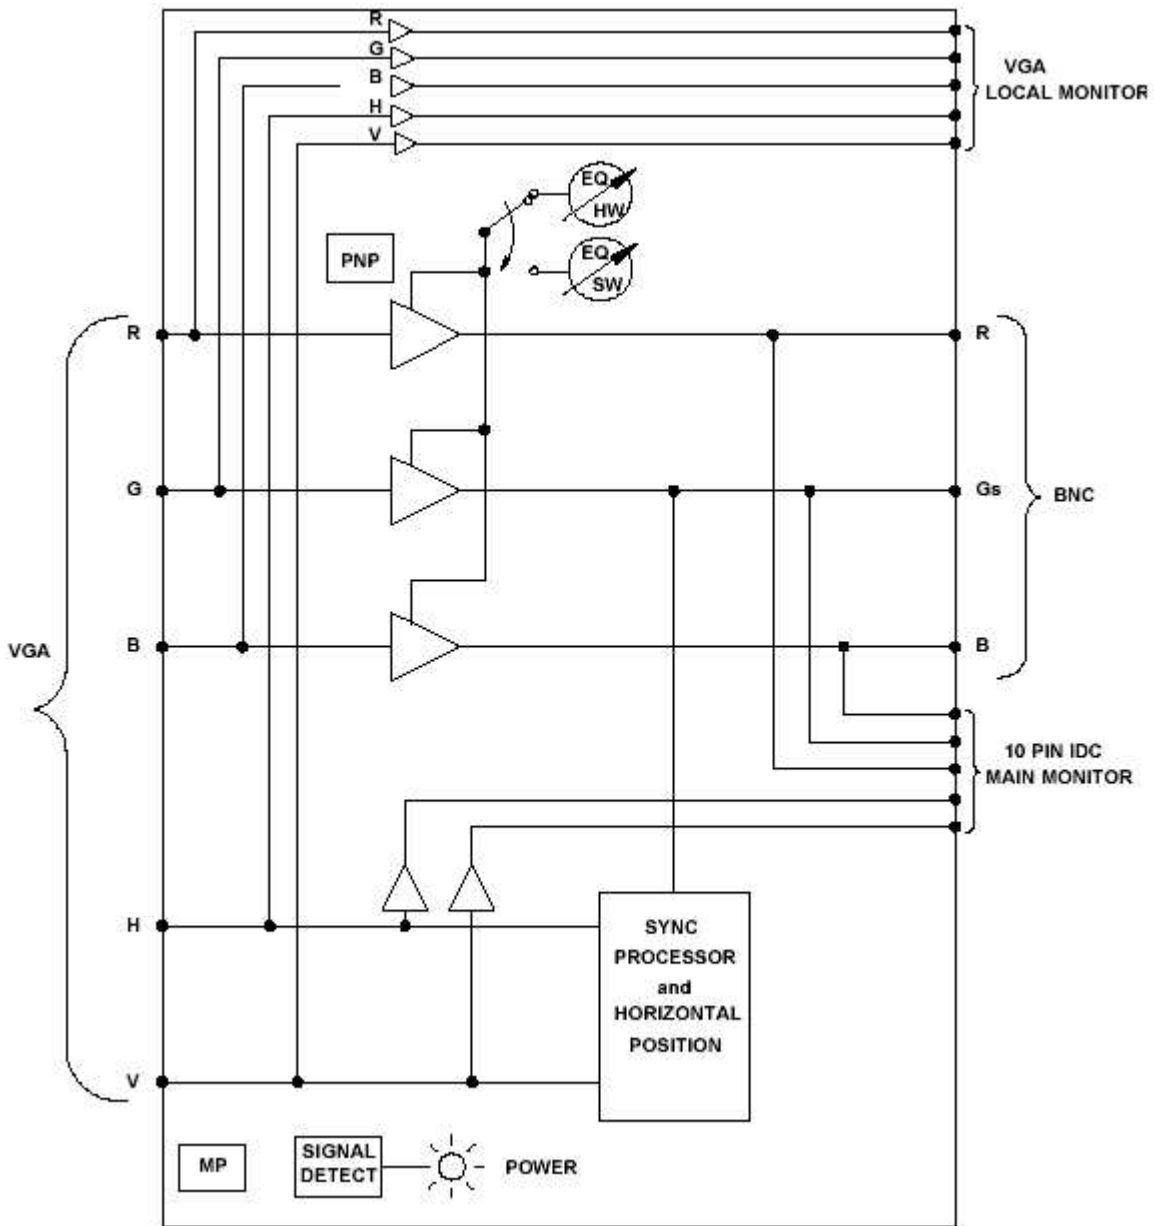 R
G
B
H
V
VGA
LOCAL MONITOR
EQ
HW
EQ
SW
PNP
R
R
G
Gs
BNC
B
B
VGA
10 PIN IDC
MAIN MONITOR
H
SYNC
PROCESSOR
and
HORIZONTAL
POSITION
V
MP
SIGNAL
DETECT
POWER